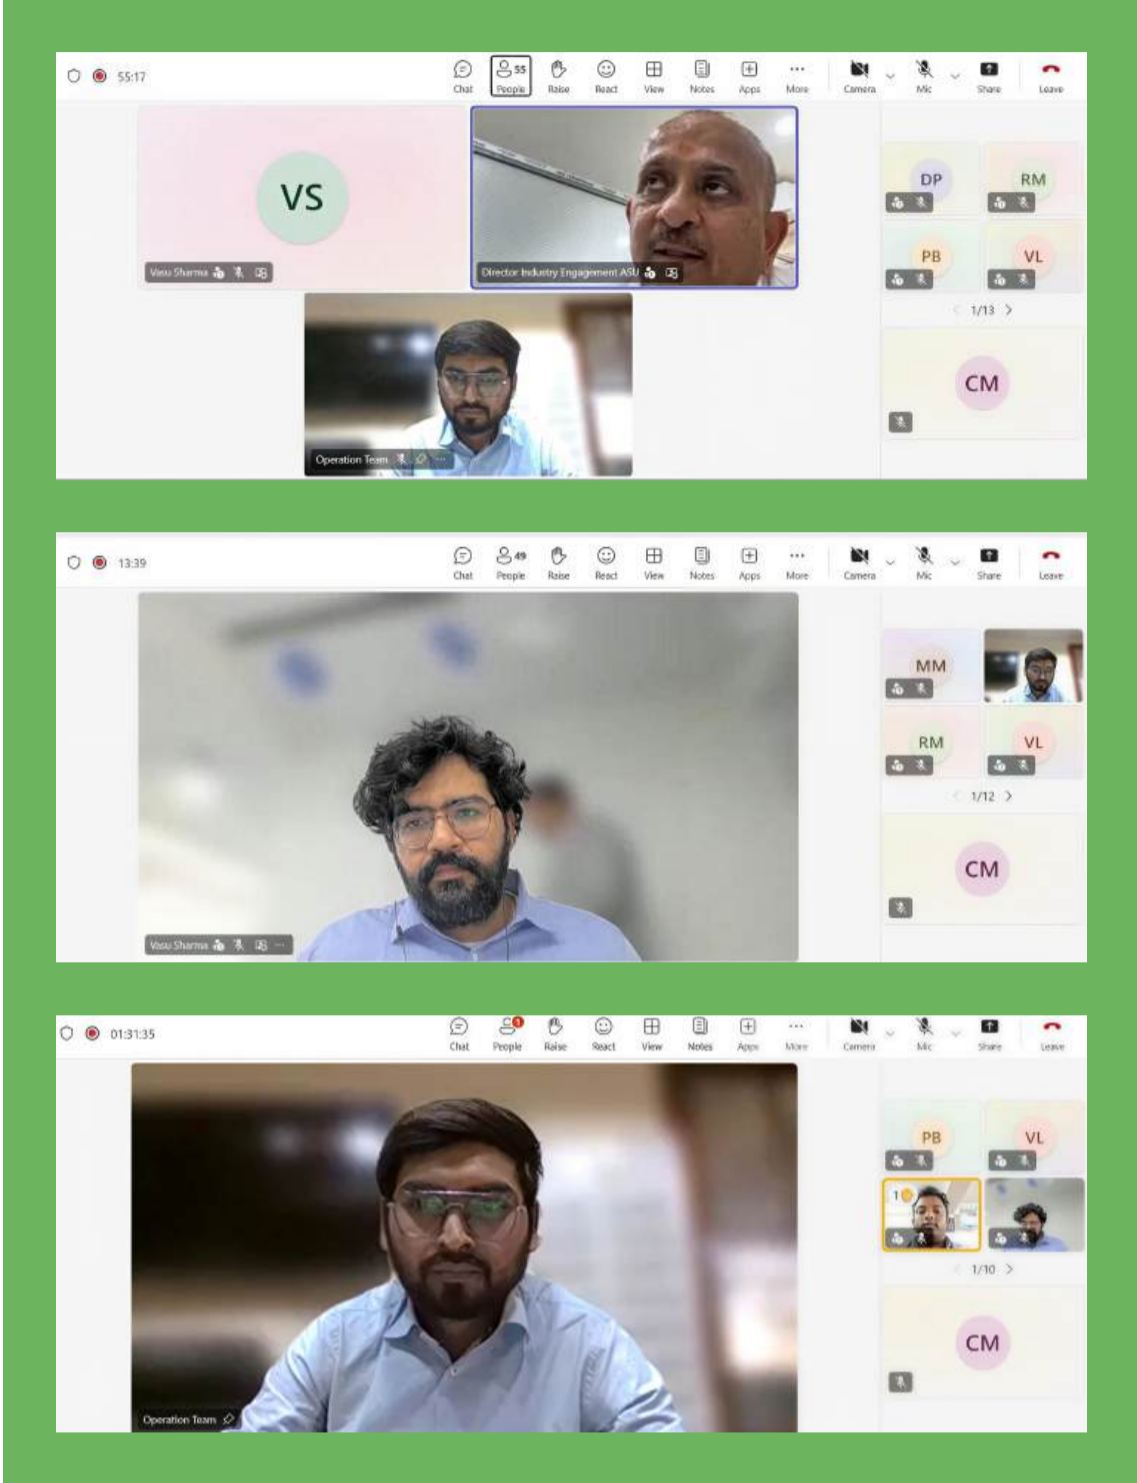 55:17
55
Chat People Raise React View Notes Apps More Camera Mic Share Leave
VS
Vasu Sharma
Director Industry Engagement ASU
DP RM
PB VL
1/13
CM
Operation Team
13:39
49
Chat People Raise React View Notes Apps More Camera Mic Share Leave
MM
RM VL
1/12
CM
Vasu Sharma
01:31:35
1
Chat People Raise React View Notes Apps More Camera Mic Share Leave
PB VL
1
1/10
CM
Operation Team